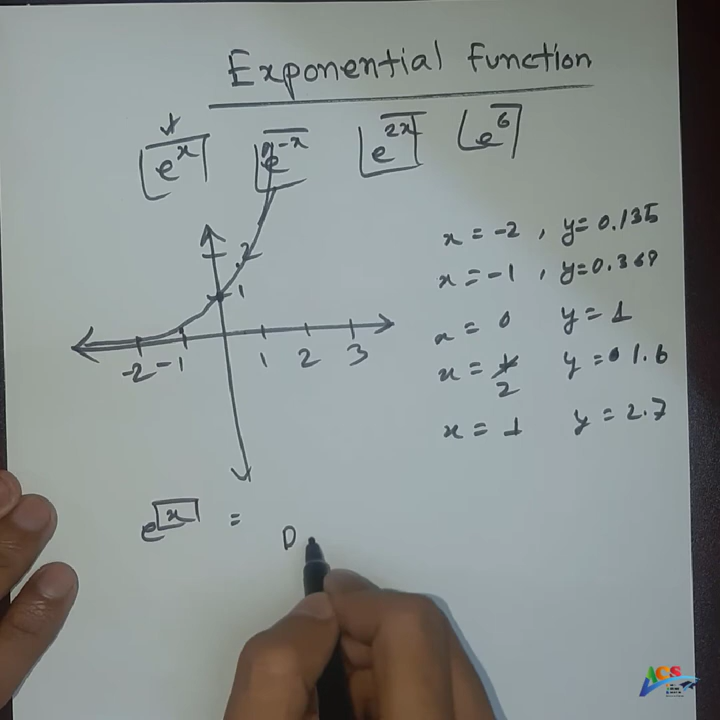 Exponential function
e^x e^-x e^2x e^6
x = -2 , y = 0.135
x = -1 , y = 0.369
x = 0 y = 1
x = 1/2 y = 1.6
x = 1 y = 2.7
2
1
-2 -1 1 2 3
e^x =
D
ACS